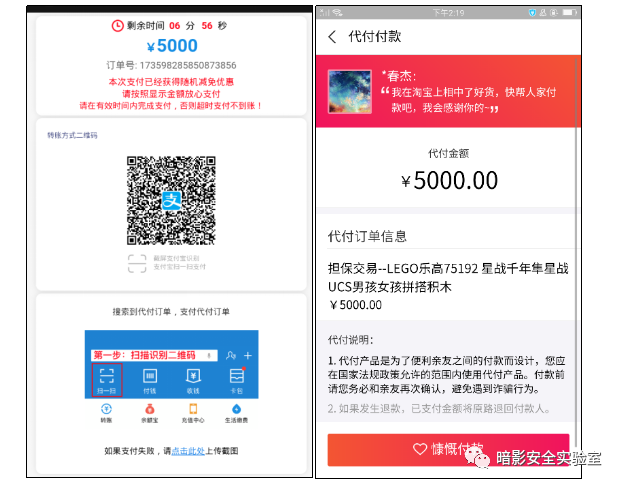 剩余时间 06 分 56 秒
¥5000
订单号: 173598285850873856
本次支付已经获得随机减免优惠
请按照显示金额放心支付
请在有效时间内完成支付，否则超时支付不到账！
转账方式二维码
支
截屏支付宝识别
支付宝扫一扫支付
搜索到代付订单，支付代付订单
第一步：扫描识别二维码
扫一扫
付钱
收钱
卡包
转账
余额宝
充值中心
生活缴费
如果支付失败，请点击此处上传截图
下午2:19
代付付款
*春杰：
“我在淘宝上相中了好货，快帮人家付
款吧，我会感谢你的~”
代付金额
¥5000.00
代付订单信息
担保交易--LEGO乐高75192 星战千年隼星战
UCS男孩女孩拼搭积木
¥5000.00
代付说明：
1. 代付产品是为了便利亲友之间的付款而设计，您应
在国家法规政策允许的范围内使用代付产品。付款前
请您务必和亲友再次确认，避免遇到诈骗行为。
2. 如果发生退款，已支付金额将原路退回付款人。
慷慨付款
暗影安全实验室